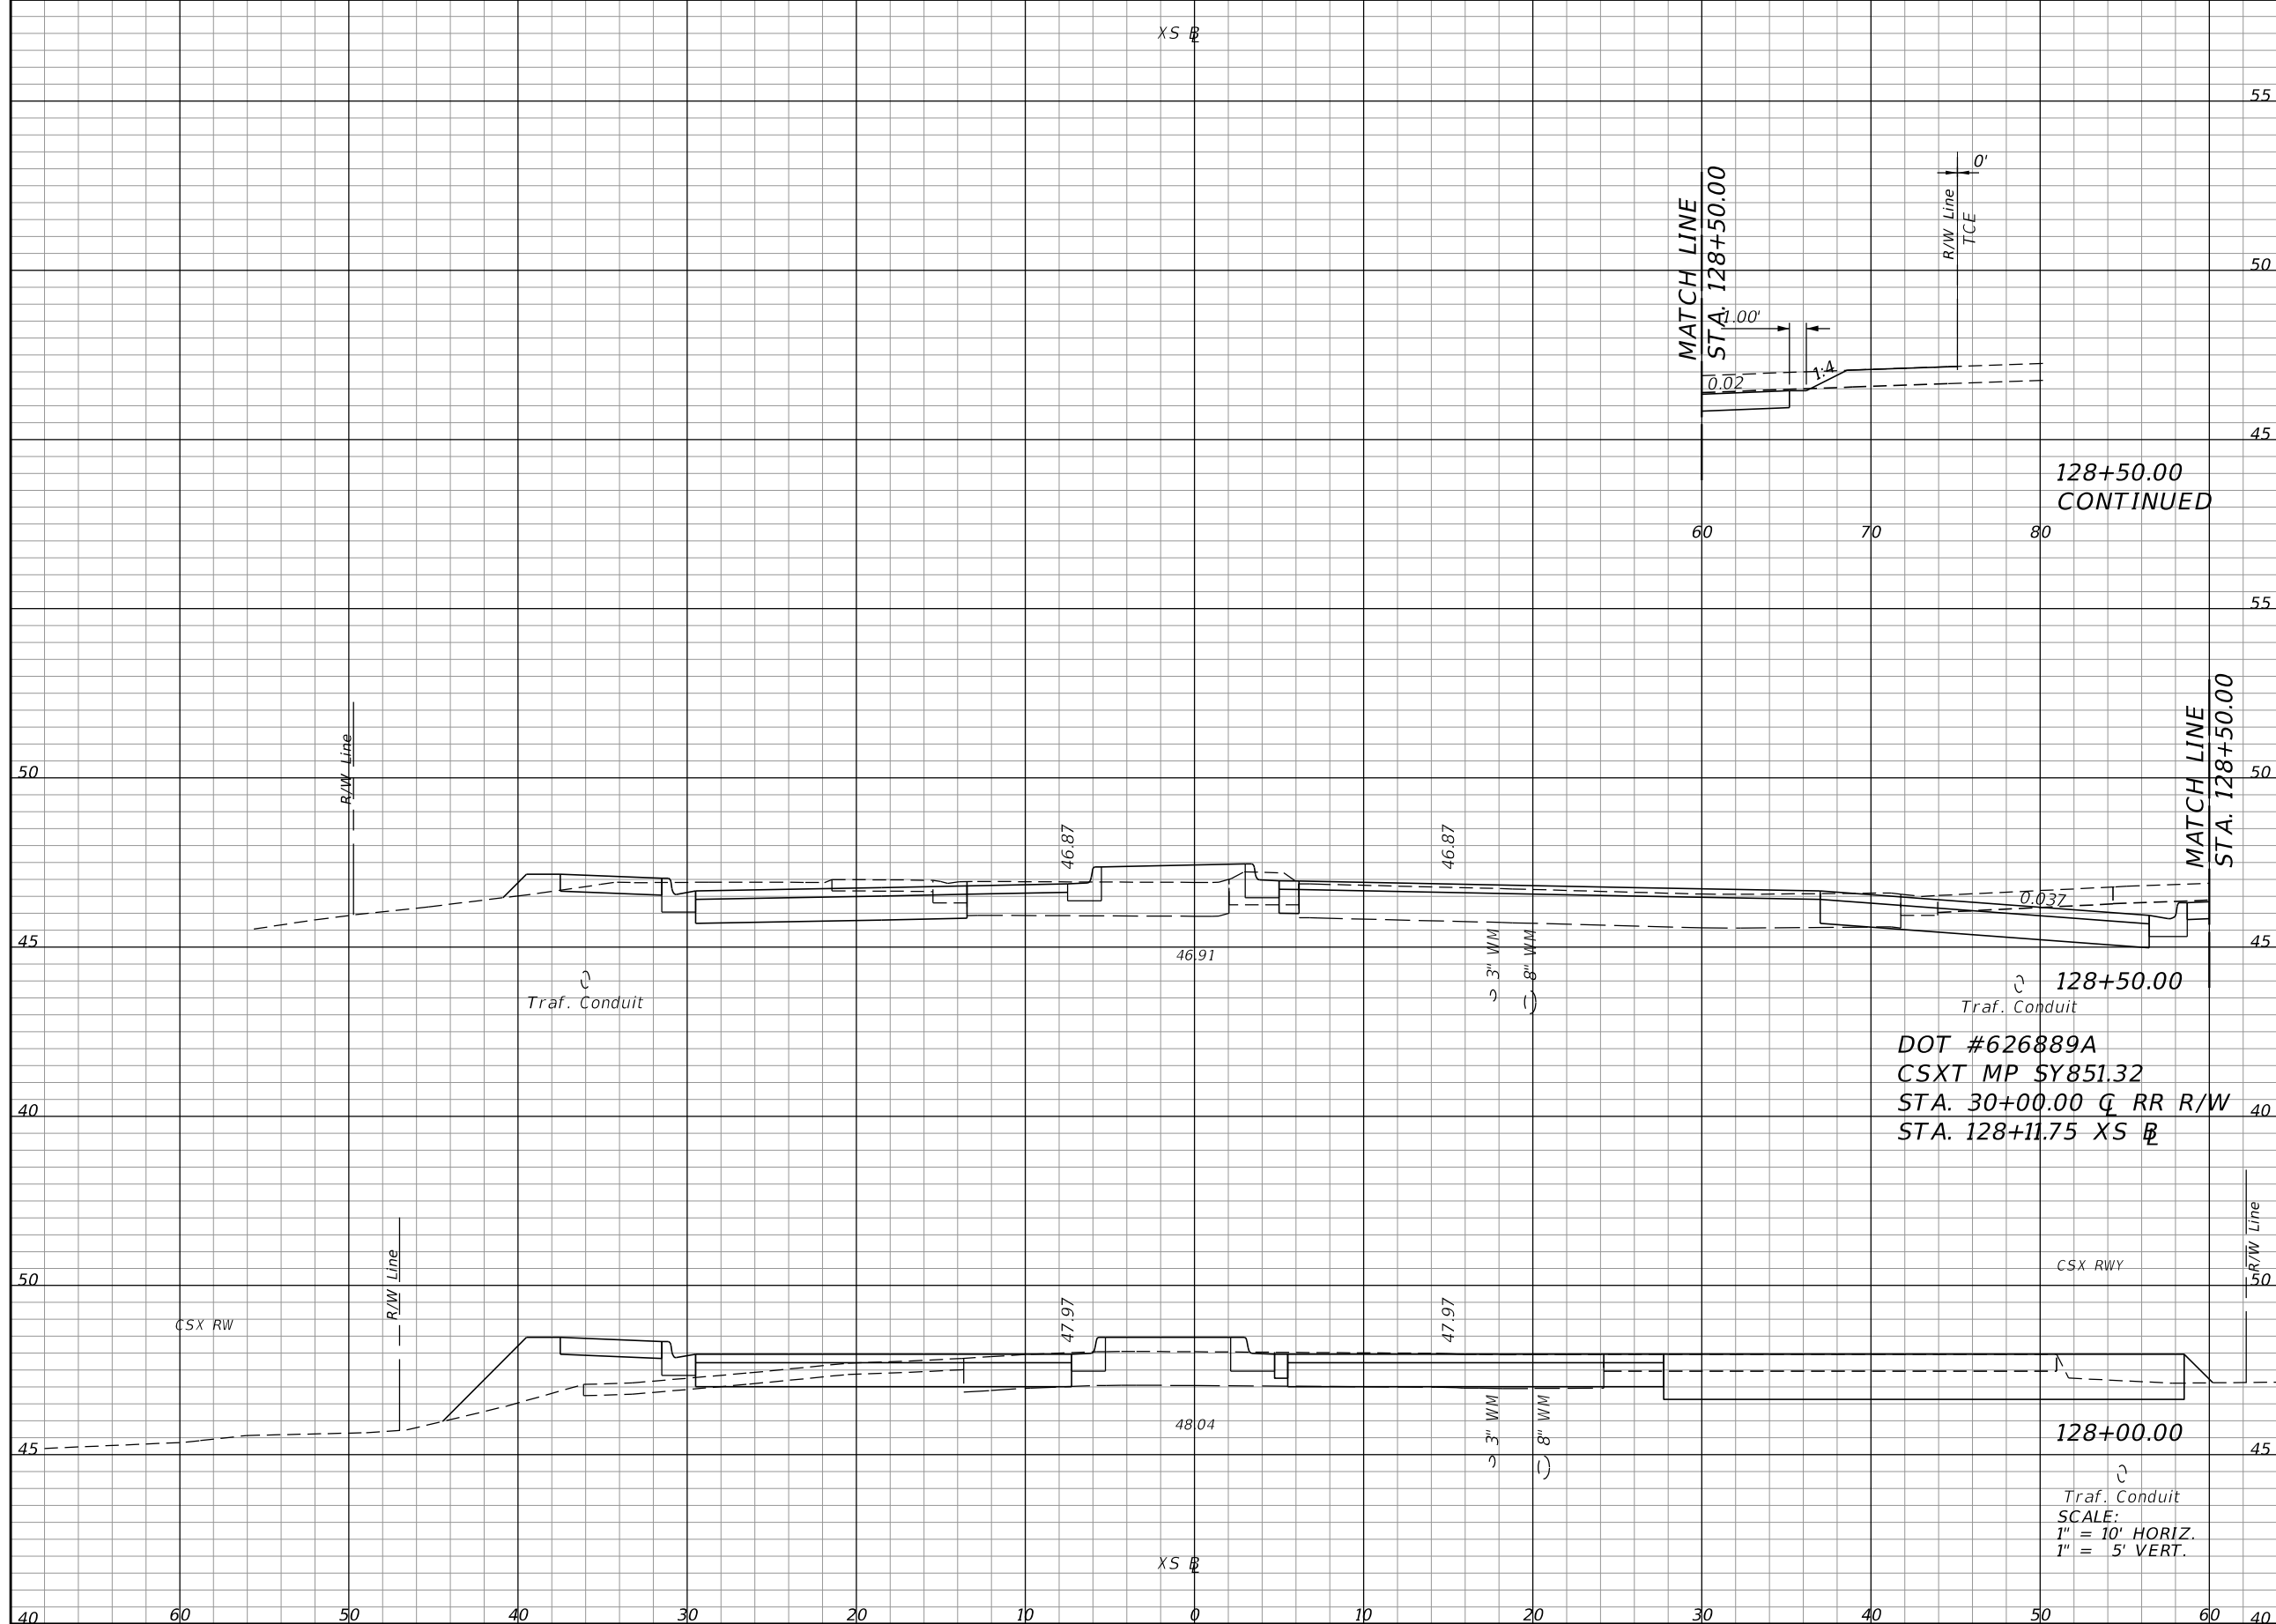 XS BL
55
0'
R/W Line
TCE
MATCH LINE
STA. 128+50.00
50
1.00'
1:4
0.02
45
128+50.00
CONTINUED
60 70 80
55
MATCH LINE
STA. 128+50.00
R/W Line
50 50
46.87 46.87
0.037
45 45
46.91
3" WM
8" WM
Traf. Conduit
128+50.00
Traf. Conduit
DOT #626889A
CSXT MP SY851.32
40 40
STA. 30+00.00 CL RR R/W
STA. 128+11.75 XS BL
R/W Line
R/W Line
CSX RWY
50 50
CSX RW
47.97 47.97
48.04
3" WM
8" WM
128+00.00
45 45
Traf. Conduit
SCALE:
1" = 10' HORIZ.
1" = 5' VERT.
XS BL
40 60 50 40 30 20 10 0 10 20 30 40 50 60 40